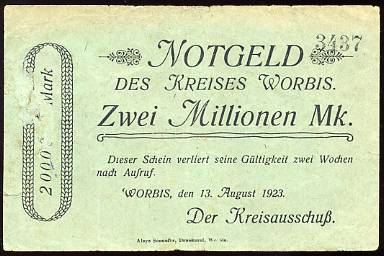 NOTGELD
3437
DES KREISES WORBIS.
Zwei Millionen Mk.
Dieser Schein verliert seine Gültigkeit zwei Wochen
nach Aufruf.
WORBIS, den 13. August 1923.
Der Kreisausschuß.
Mark